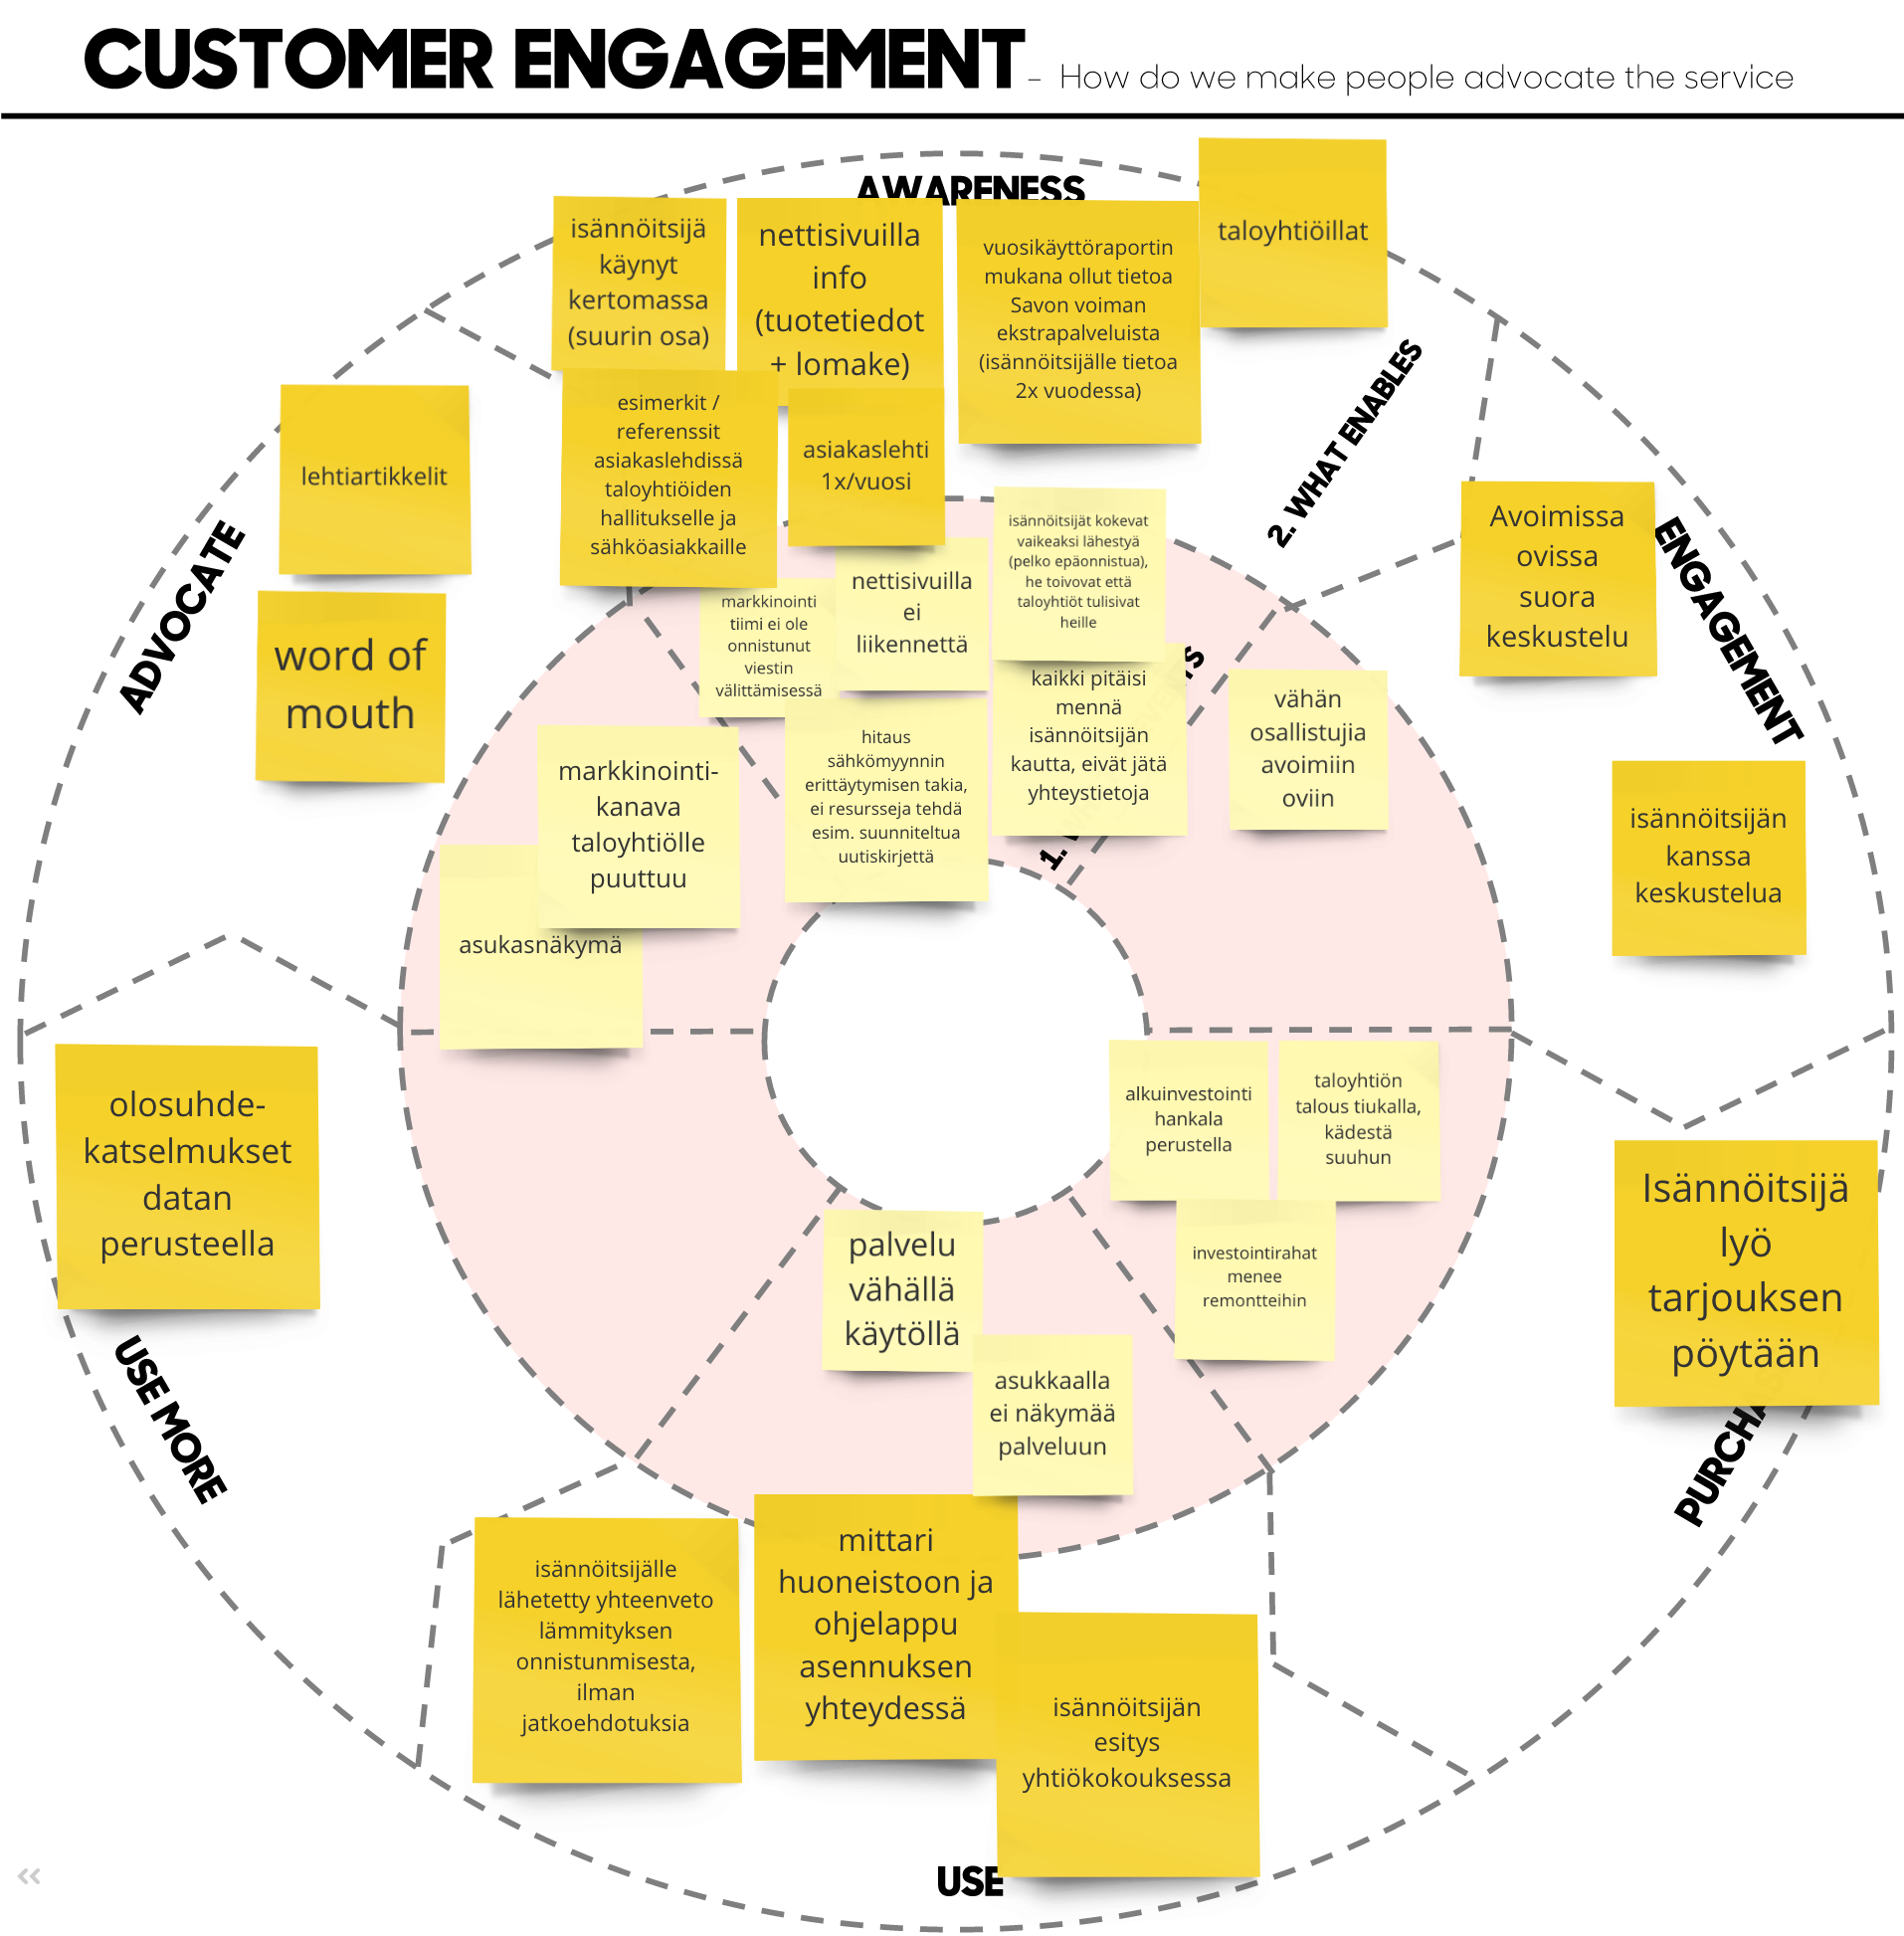 CUSTOMER ENGAGEMENT - How do we make people advocate the service
AWARENESS
taloyhtiöillat
isännöitsijä
käynyt
kertomassa
(suurin osa)
nettisivuilla
info
(tuotetiedot
+ lomake)
vuosikäyttöraportin
mukana ollut tietoa
Savon voiman
ekstrapalveluista
(isännöitsijälle tietoa
2x vuodessa)
esimerkit /
referenssit
asiakaslehdissä
taloyhtiöiden
hallitukselle ja
sähköasiakkaille
asiakaslehti
1x/vuosi
2. WHAT ENABLES
lehtiartikkelit
ADVOCATE
word of
mouth
Avoimissa
ovissa
suora
keskustelu
ENGAGEMENT
isännöitsijän
kanssa
keskustelua
isännöitsijät kokevat
vaikeaksi lähestyä
(pelko epäonnistua),
he toivovat että
taloyhtiöt tulisivat
heille
nettisivuilla
ei
liikennettä
markkinointi
tiimi ei ole
onnistunut
viestin
välittämisessä
kaikki pitäisi
mennä
isännöitsijän
kautta, eivät jätä
yhteystietoja
1.
vähän
osallistujia
avoimiin
oviin
hitaus
sähkömyynnin
erittäytymisen takia,
ei resursseja tehdä
esim. suunniteltua
uutiskirjettä
markkinointi-
kanava
taloyhtiölle
puuttuu
asukasnäkymä
olosuhde-
katselmukset
datan
perusteella
USE MORE
alkuinvestointi
hankala
perustella
taloyhtiön
talous tiukalla,
kädestä
suuhun
investointirahat
menee
remontteihin
Isännöitsijä
lyö
tarjouksen
pöytään
PURCHA
palvelu
vähällä
käytöllä
asukkaalla
ei näkymää
palveluun
isännöitsijälle
lähetetty yhteenveto
lämmityksen
onnistunmisesta,
ilman
jatkoehdotuksia
mittari
huoneistoon ja
ohjelappu
asennuksen
yhteydessä
isännöitsijän
esitys
yhtiökokouksessa
USE